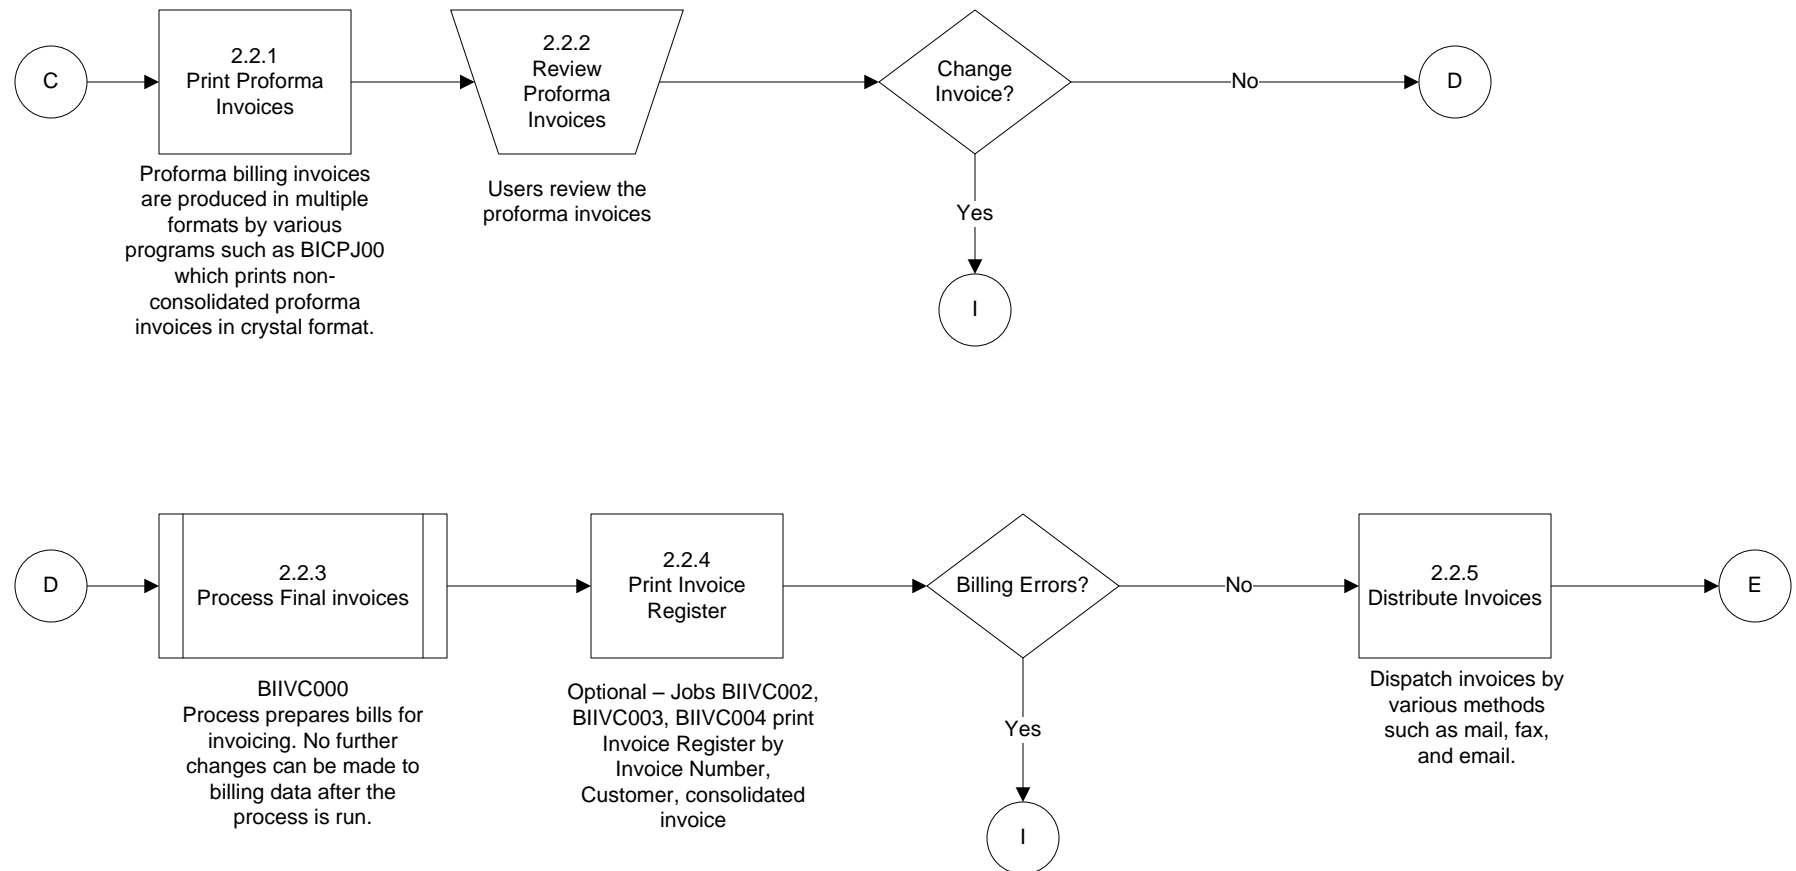 C
2.2.1
Print Proforma
Invoices
2.2.2
Review
Proforma
Invoices
Change
Invoice?
No
D
Proforma billing invoices
are produced in multiple
formats by various
programs such as BICPJ00
which prints non-
consolidated proforma
invoices in crystal format.
Users review the
proforma invoices
Yes
I
D
2.2.3
Process Final invoices
2.2.4
Print Invoice
Register
Billing Errors?
No
2.2.5
Distribute Invoices
E
BIIVC000
Process prepares bills for
invoicing. No further
changes can be made to
billing data after the
process is run.
Optional – Jobs BIIVC002,
BIIVC003, BIIVC004 print
Invoice Register by
Invoice Number,
Customer, consolidated
invoice
Yes
I
Dispatch invoices by
various methods
such as mail, fax,
and email.